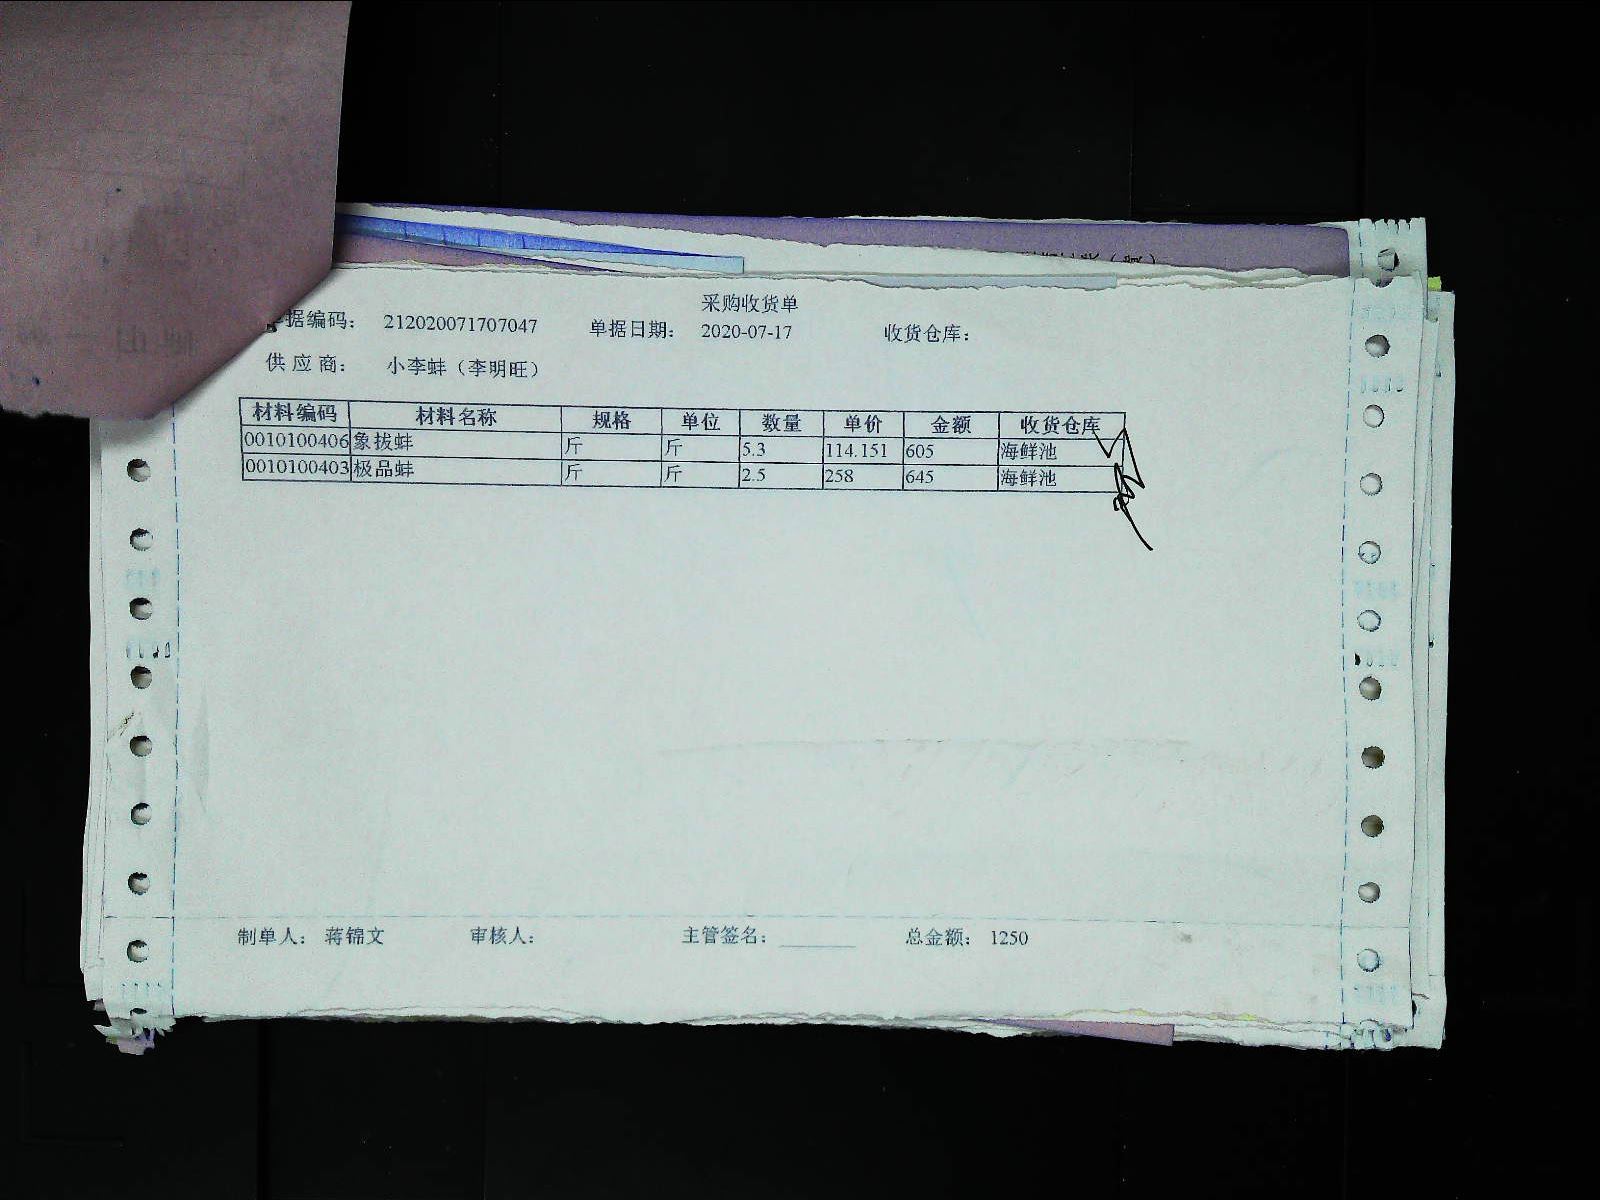 采购收货单
据编码： 212020071707047 单据日期： 2020-07-17 收货仓库：
供 应 商： 小李蚌（李明旺）
材料编码 材料名称 规格 单位 数量 单价 金额 收货仓库
0010100406 象拔蚌 斤 斤 5.3 114.151 605 海鲜池
0010100403 极品蚌 斤 斤 2.5 258 645 海鲜池
制单人： 蒋锦文 审核人： 主管签名： ________ 总金额： 1250